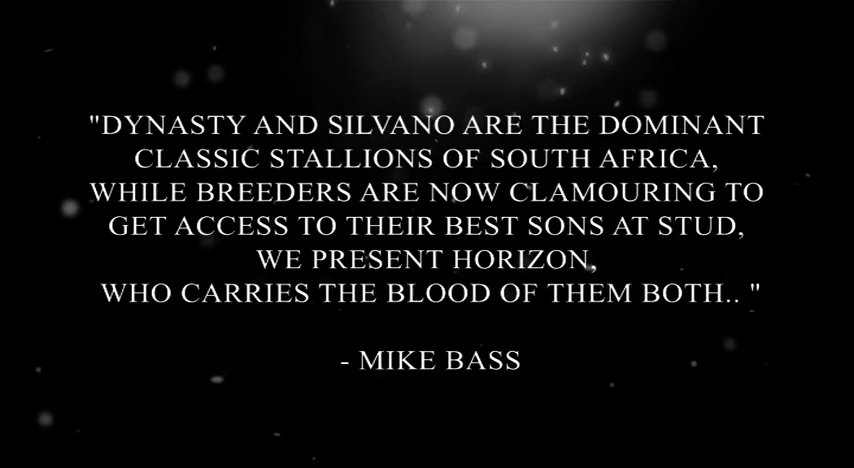 "DYNASTY AND SILVANO ARE THE DOMINANT
CLASSIC STALLIONS OF SOUTH AFRICA,
WHILE BREEDERS ARE NOW CLAMOURING TO
GET ACCESS TO THEIR BEST SONS AT STUD,
WE PRESENT HORIZON,
WHO CARRIES THE BLOOD OF THEM BOTH.. "
- MIKE BASS